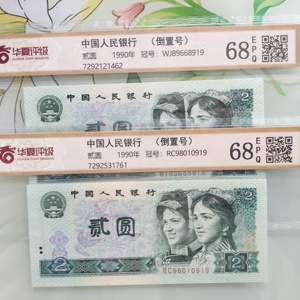 华夏评级
中国人民银行 （倒置号）
贰圆 1990年 冠号：WJ89668919
7292121462
68 EPQ
中国人民银行
2
华夏评级
中国人民银行 （倒置号）
贰圆 1990年 冠号：RC98010919
7292531761
68 EPQ
中国人民银行
贰圆
2
2
RC98010919